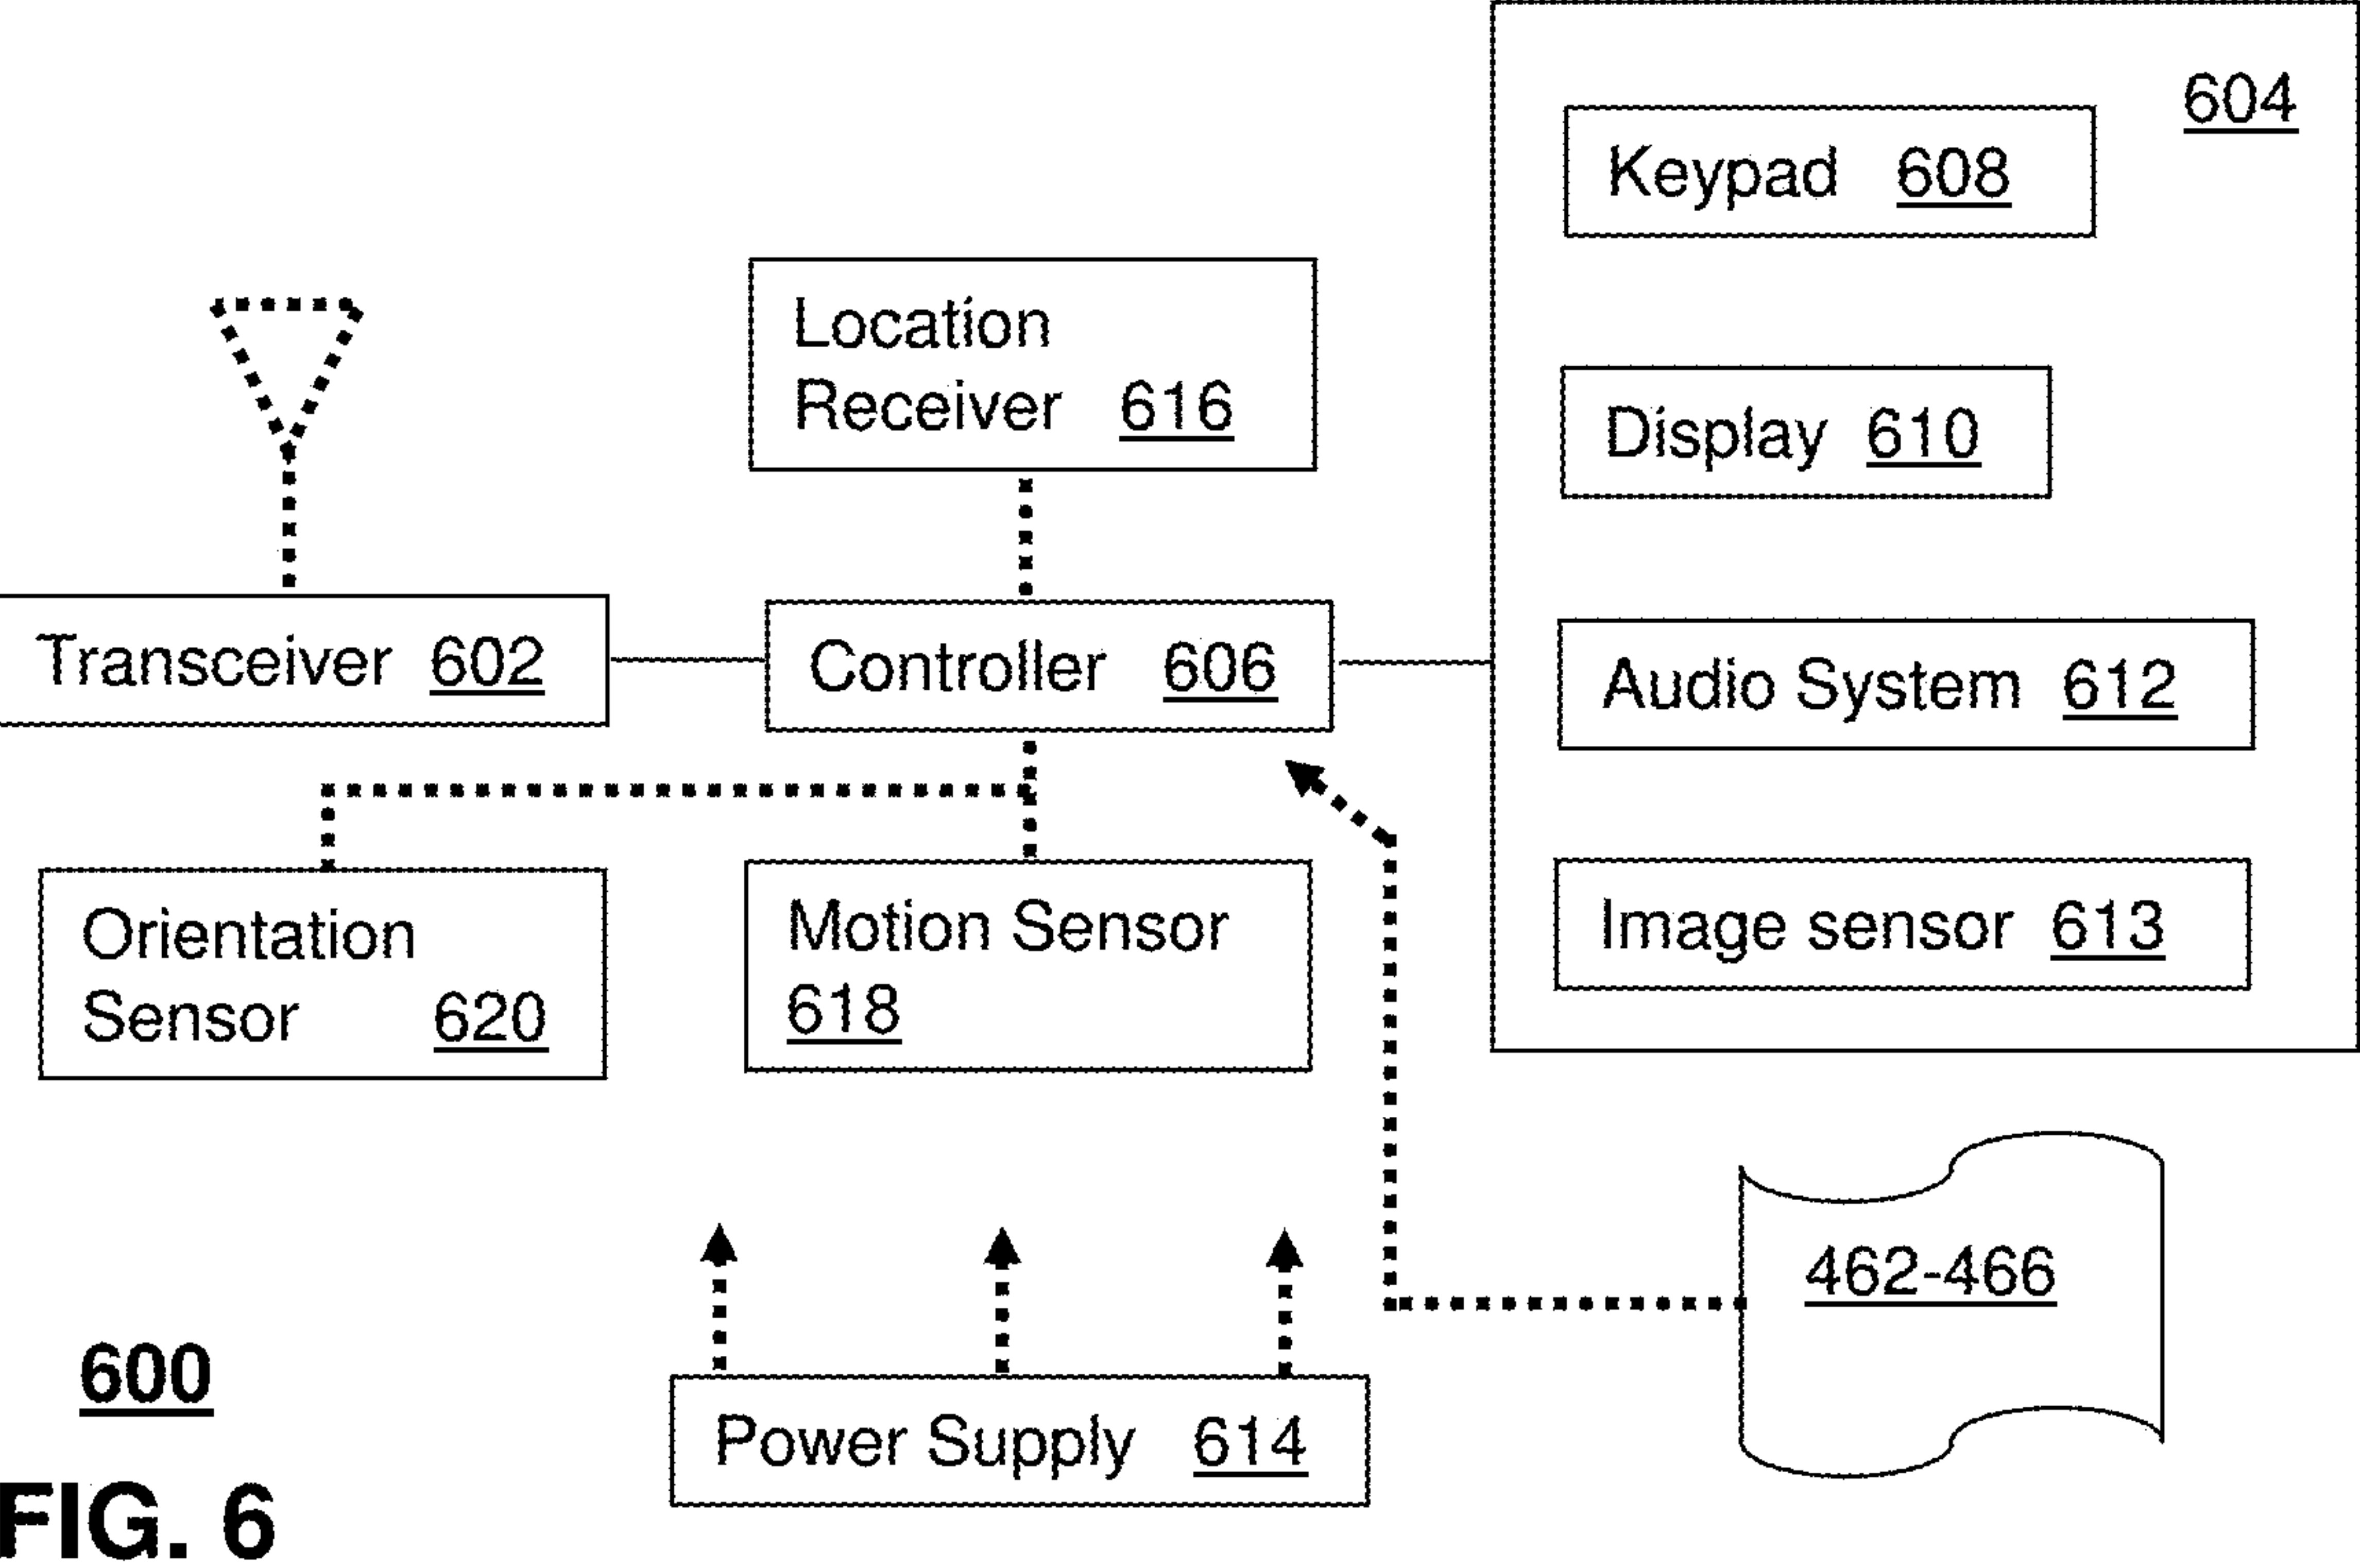 604
Keypad 608
Location
Receiver 616
Display 610
Transceiver 602
Controller 606
Audio System 612
Orientation
Sensor 620
Motion Sensor
618
Image sensor 613
462-466
600
Power Supply 614
FIG. 6